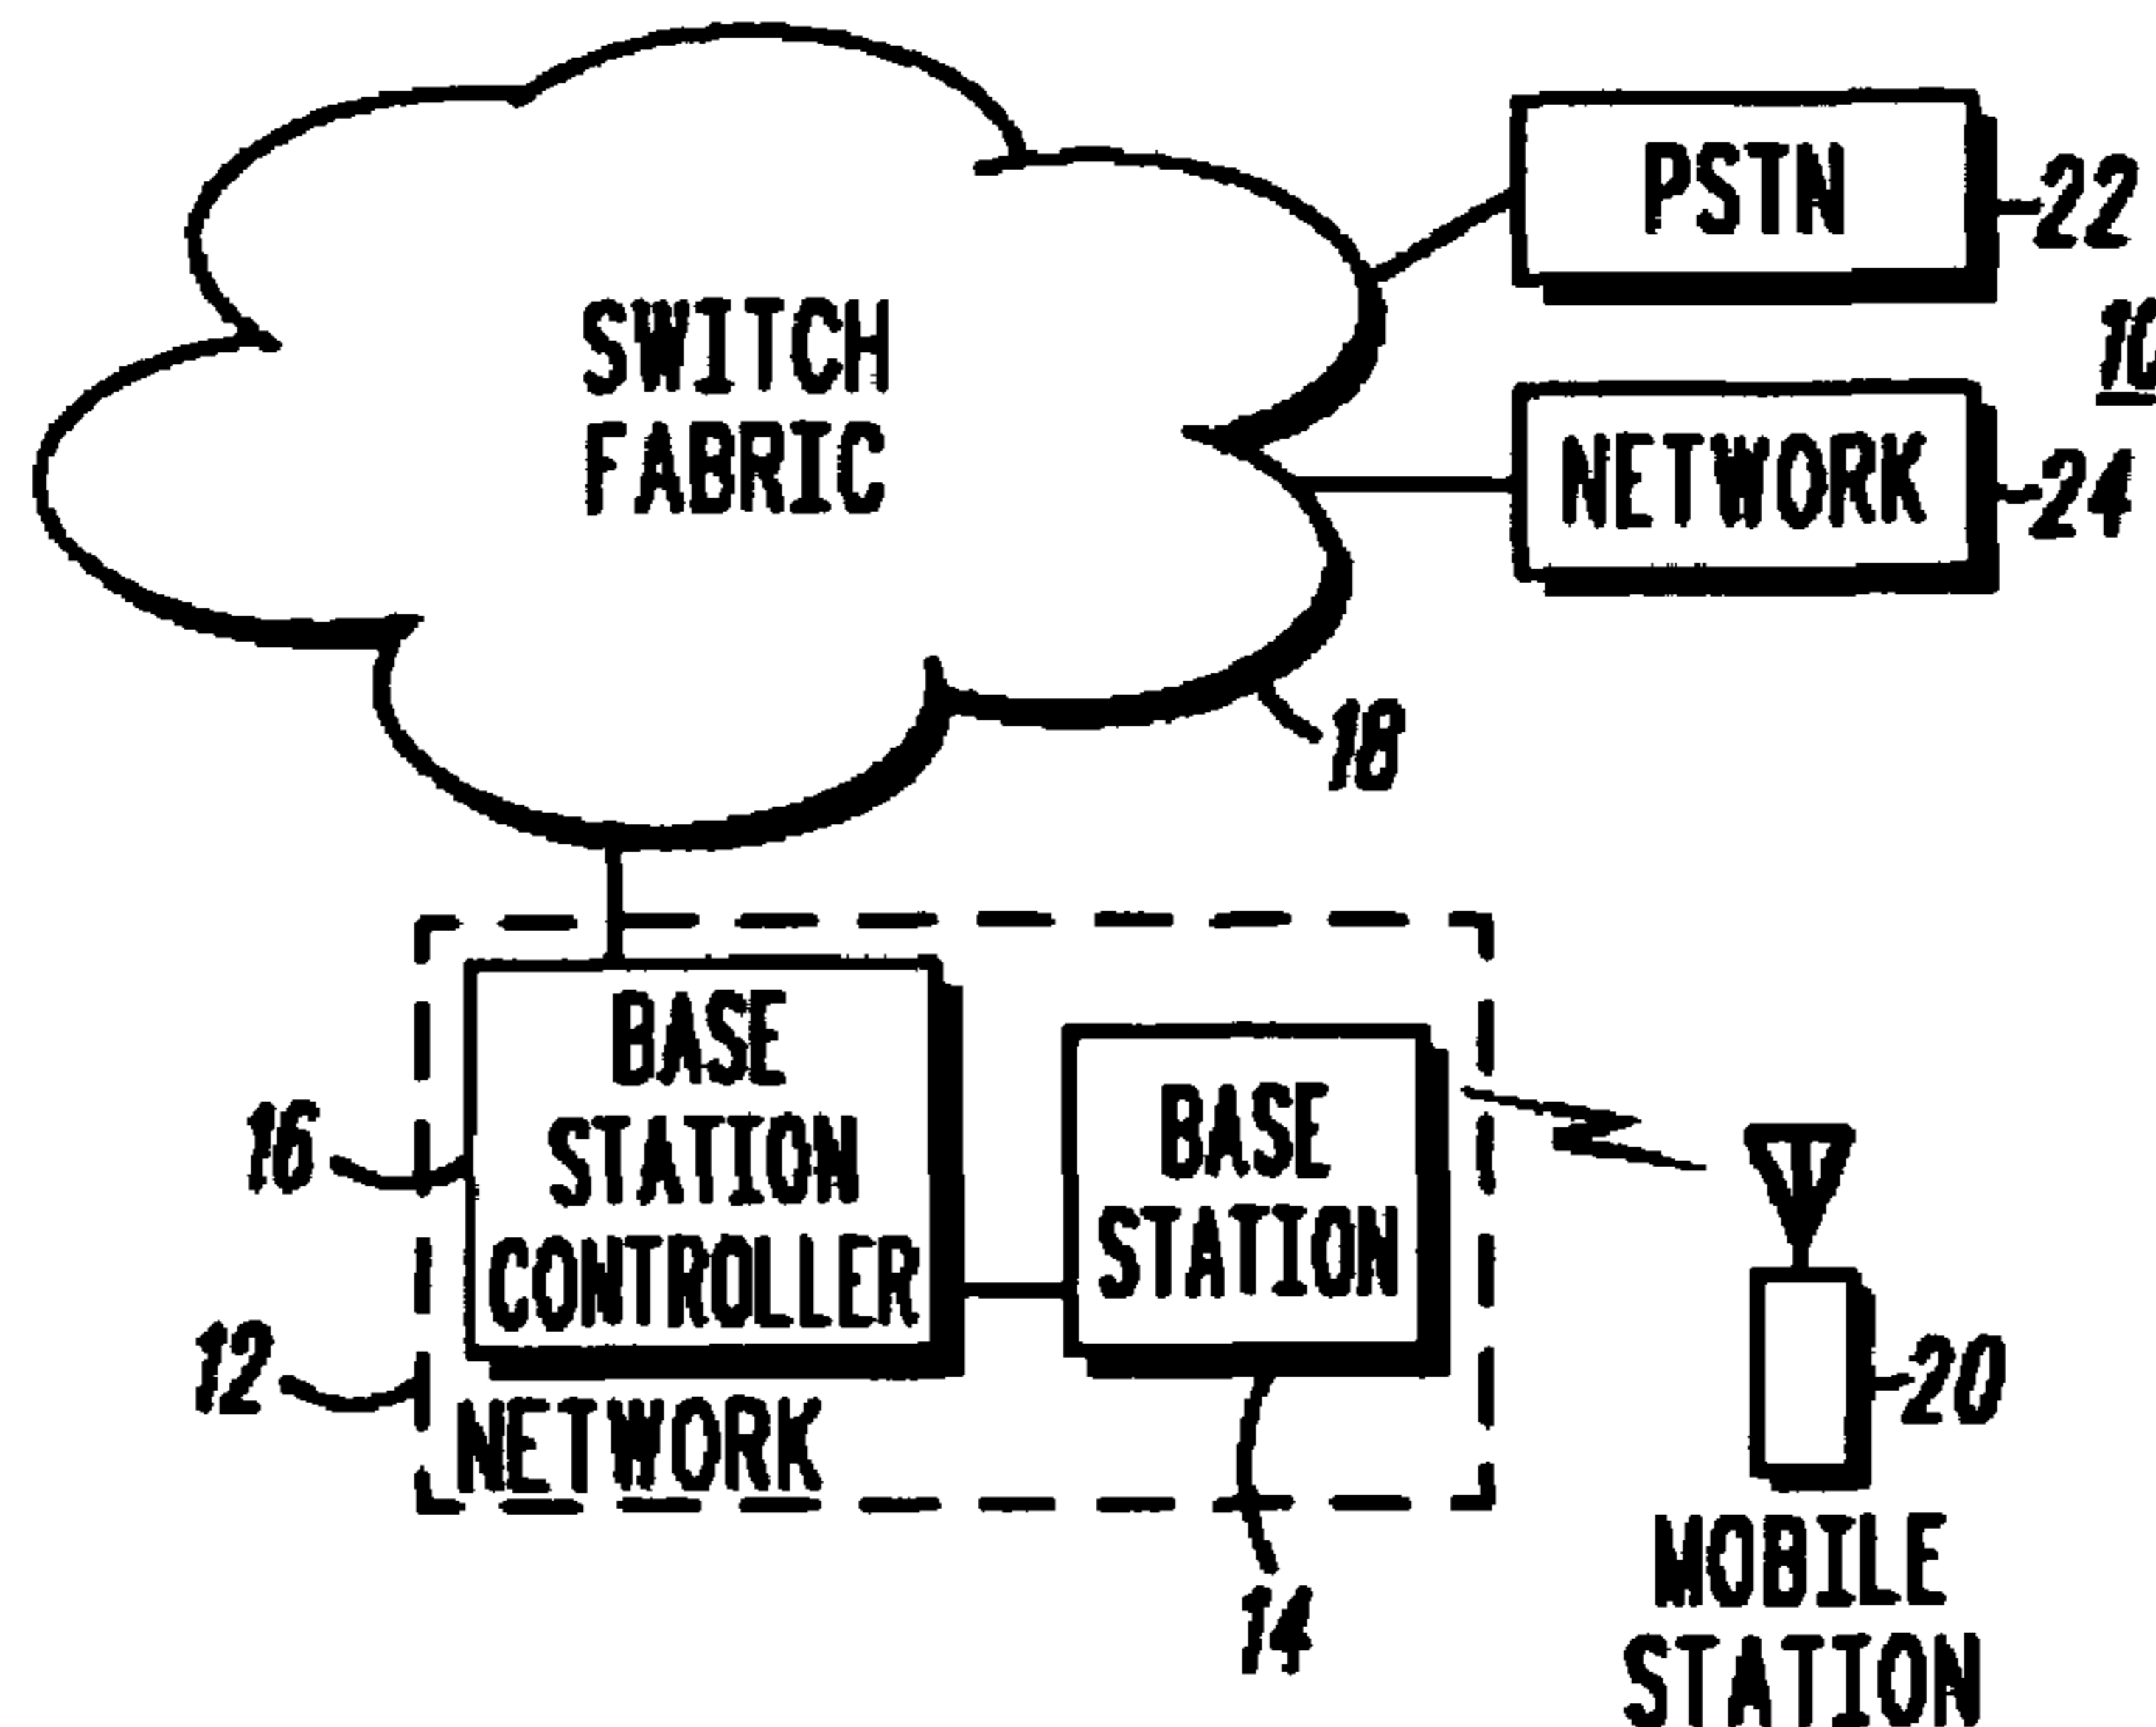 PSTN
22
SWITCH
FABRIC
10
NETWORK
24
18
BASE
STATION
CONTROLLER
BASE
STATION
16
12
NETWORK
20
14
MOBILE
STATION